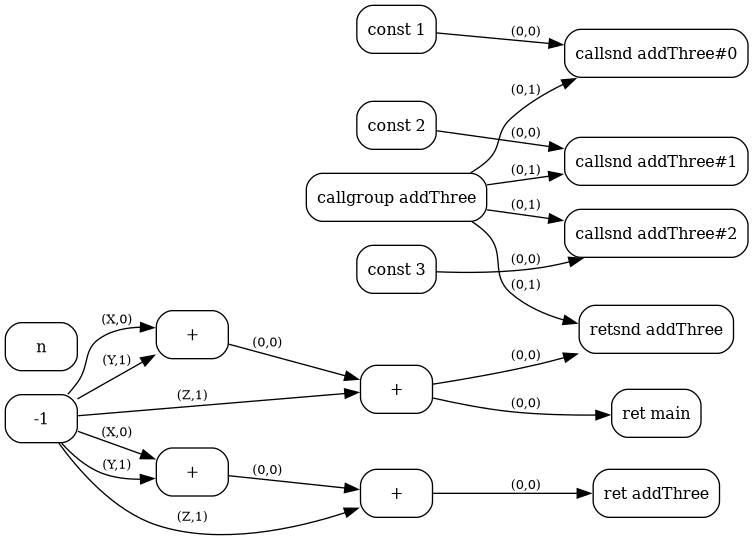 const 1
(0,0)
callsnd addThree#0
(0,1)
const 2
(0,0)
callsnd addThree#1
(0,1)
callgroup addThree
(0,1)
callsnd addThree#2
const 3
(0,0)
(0,1)
retsnd addThree
n
(X,0)
+
(0,0)
(Y,1)
(0,0)
-1
(Z,1)
+
(0,0)
ret main
(X,0)
(Y,1)
+
(0,0)
(Z,1)
+
(0,0)
ret addThree